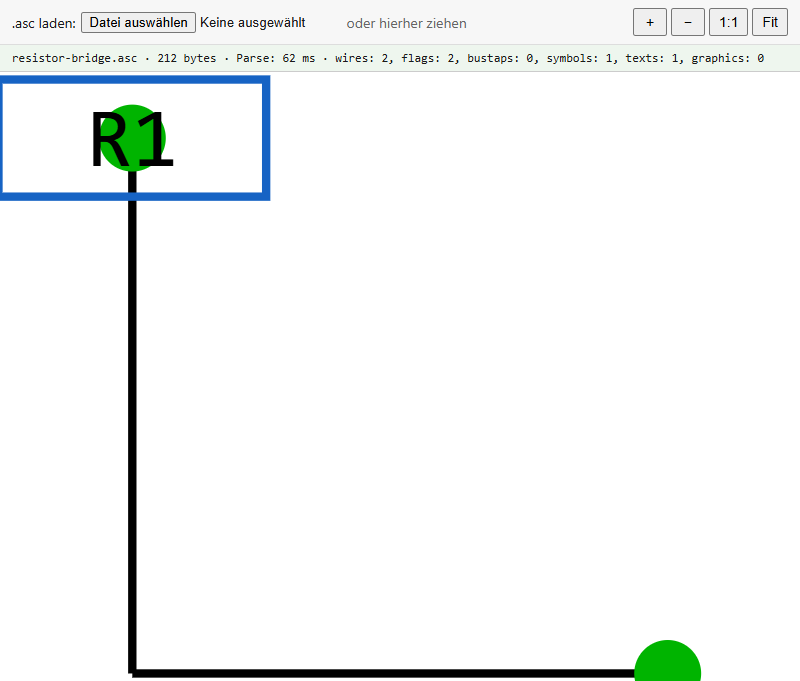 .asc laden: Datei auswählen Keine ausgewählt oder hierher ziehen + − 1:1 Fit
resistor-bridge.asc · 212 bytes · Parse: 62 ms · wires: 2, flags: 2, bustaps: 0, symbols: 1, texts: 1, graphics: 0
R1